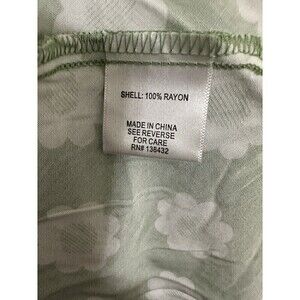 SHELL: 100% RAYON
MADE IN CHINA
SEE REVERSE
FOR CARE
RN# 138432